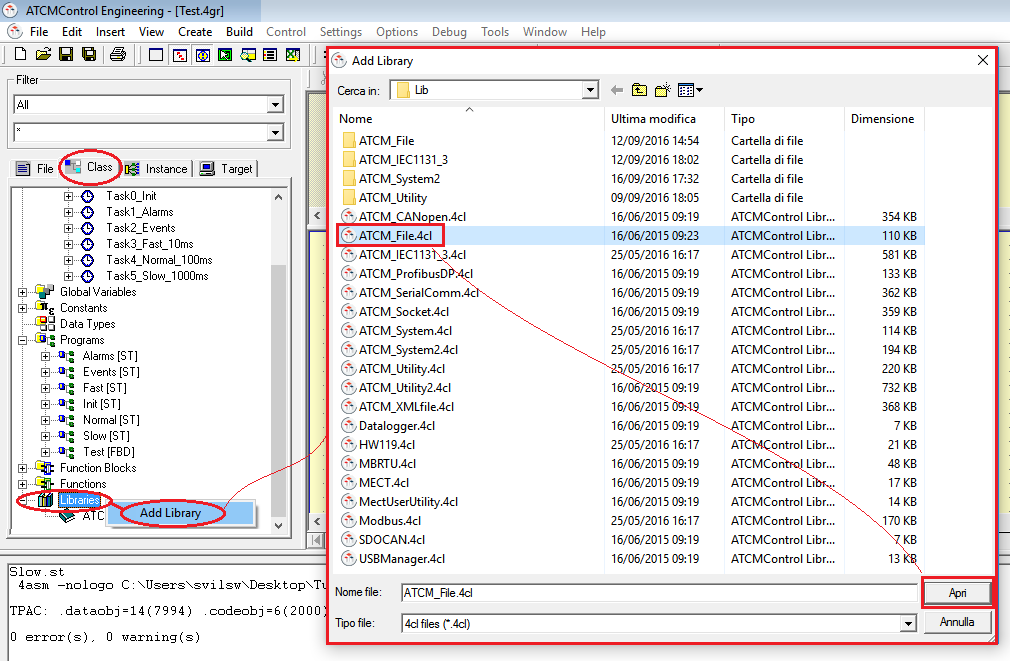 ATCMControl Engineering - [Test.4gr]
File Edit Insert View Create Build Control Settings Options Debug Tools Window Help
Filter
All
*
File Class Instance Target
Task0_Init
Task1_Alarms
Task2_Events
Task3_Fast_10ms
Task4_Normal_100ms
Task5_Slow_1000ms
Global Variables
Constants
Data Types
Programs
Alarms [ST]
Events [ST]
Fast [ST]
Init [ST]
Normal [ST]
Slow [ST]
Test [FBD]
Function Blocks
Functions
Libraries
ATC
Add Library
Add Library
Cerca in: Lib
Nome Ultima modifica Tipo Dimensione
ATCM_File 12/09/2016 14:54 Cartella di file
ATCM_IEC1131_3 12/09/2016 18:02 Cartella di file
ATCM_System2 16/09/2016 17:32 Cartella di file
ATCM_Utility 09/09/2016 18:05 Cartella di file
ATCM_CANopen.4cl 16/06/2015 09:19 ATCMControl Libr... 354 KB
ATCM_File.4cl 16/06/2015 09:23 ATCMControl Libr... 110 KB
ATCM_IEC1131_3.4cl 25/05/2016 16:17 ATCMControl Libr... 581 KB
ATCM_ProfibusDP.4cl 16/06/2015 09:19 ATCMControl Libr... 133 KB
ATCM_SerialComm.4cl 16/06/2015 09:19 ATCMControl Libr... 362 KB
ATCM_Socket.4cl 16/06/2015 09:19 ATCMControl Libr... 359 KB
ATCM_System.4cl 25/05/2016 16:17 ATCMControl Libr... 114 KB
ATCM_System2.4cl 25/05/2016 16:17 ATCMControl Libr... 194 KB
ATCM_Utility.4cl 25/05/2016 16:17 ATCMControl Libr... 220 KB
ATCM_Utility2.4cl 16/06/2015 09:19 ATCMControl Libr... 732 KB
ATCM_XMLfile.4cl 16/06/2015 09:19 ATCMControl Libr... 368 KB
Datalogger.4cl 16/06/2015 09:19 ATCMControl Libr... 7 KB
HW119.4cl 25/05/2016 16:17 ATCMControl Libr... 21 KB
MBRTU.4cl 16/06/2015 09:19 ATCMControl Libr... 48 KB
MECT.4cl 16/06/2015 09:19 ATCMControl Libr... 17 KB
MectUserUtility.4cl 16/06/2015 09:19 ATCMControl Libr... 14 KB
Modbus.4cl 25/05/2016 16:17 ATCMControl Libr... 170 KB
SDOCAN.4cl 16/06/2015 09:19 ATCMControl Libr... 7 KB
USBManager.4cl 16/06/2015 09:19 ATCMControl Libr... 13 KB
Nome file: ATCM_File.4cl Apri
Tipo file: 4cl files (*.4cl) Annulla
Slow.st
4asm -nologo C:\Users\svilsw\Desktop\Tu
TPAC: .dataobj=14(7994) .codeobj=6(2000)
0 error(s), 0 warning(s)